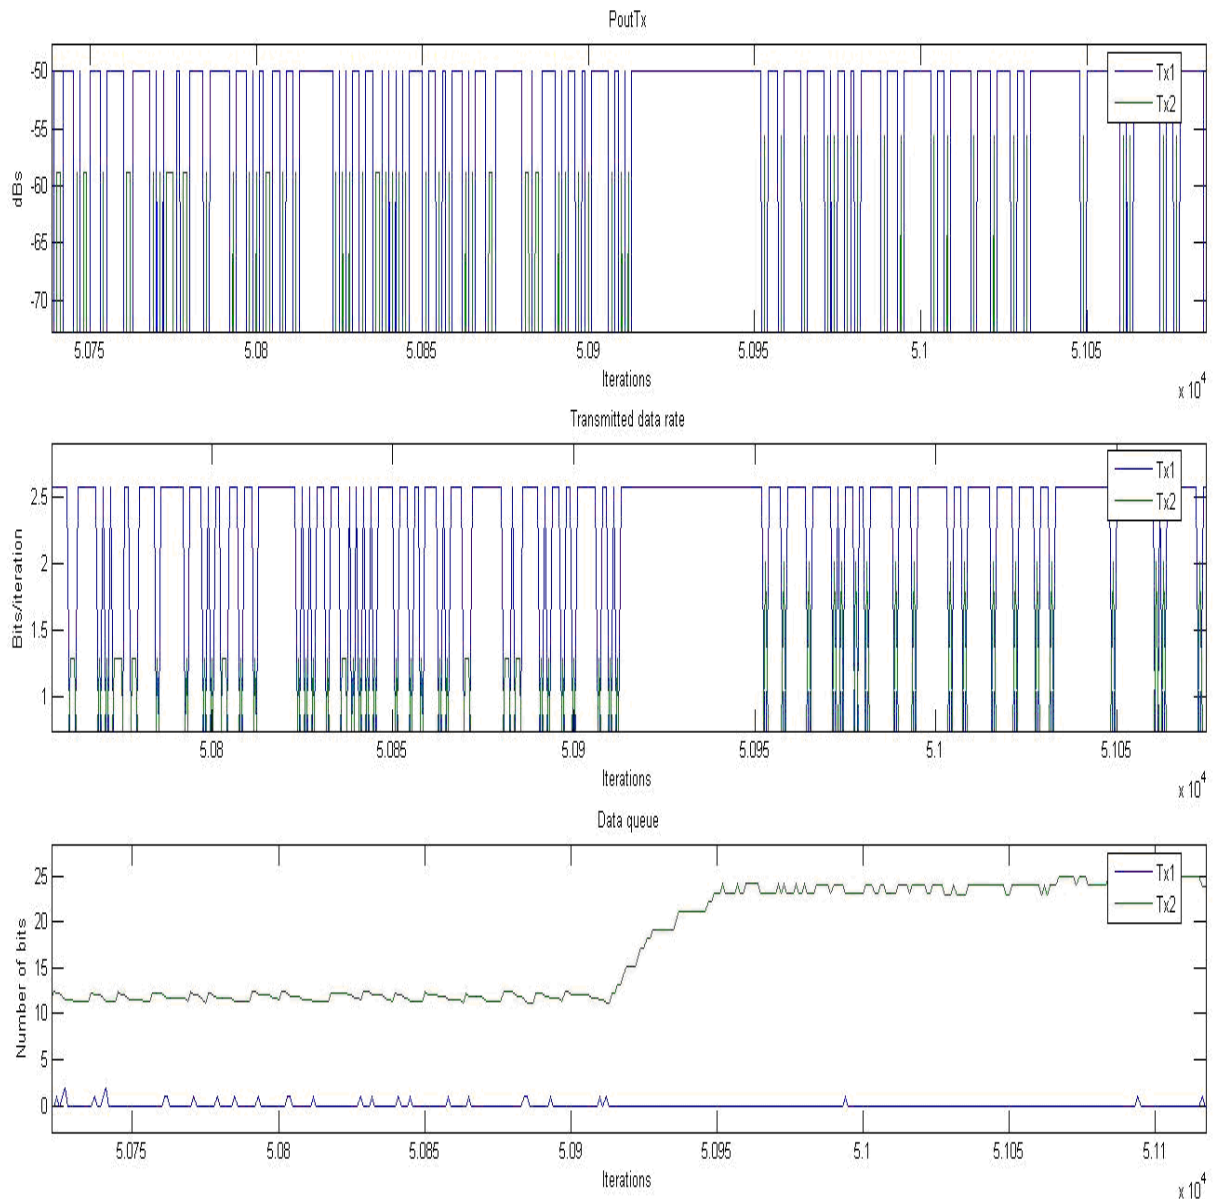 PoutTx
-50
-55
-60
-65
-70
dBs
Tx1
Tx2
5.075 5.08 5.085 5.09 5.095 5.1 5.105
Iterations
x 10^4
Transmitted data rate
2.5
2
1.5
1
Bits/iteration
Tx1
Tx2
5.08 5.085 5.09 5.095 5.1 5.105
Iterations
x 10^4
Data queue
25
20
15
10
5
0
Number of bits
Tx1
Tx2
5.075 5.08 5.085 5.09 5.095 5.1 5.105 5.11
Iterations
x 10^4